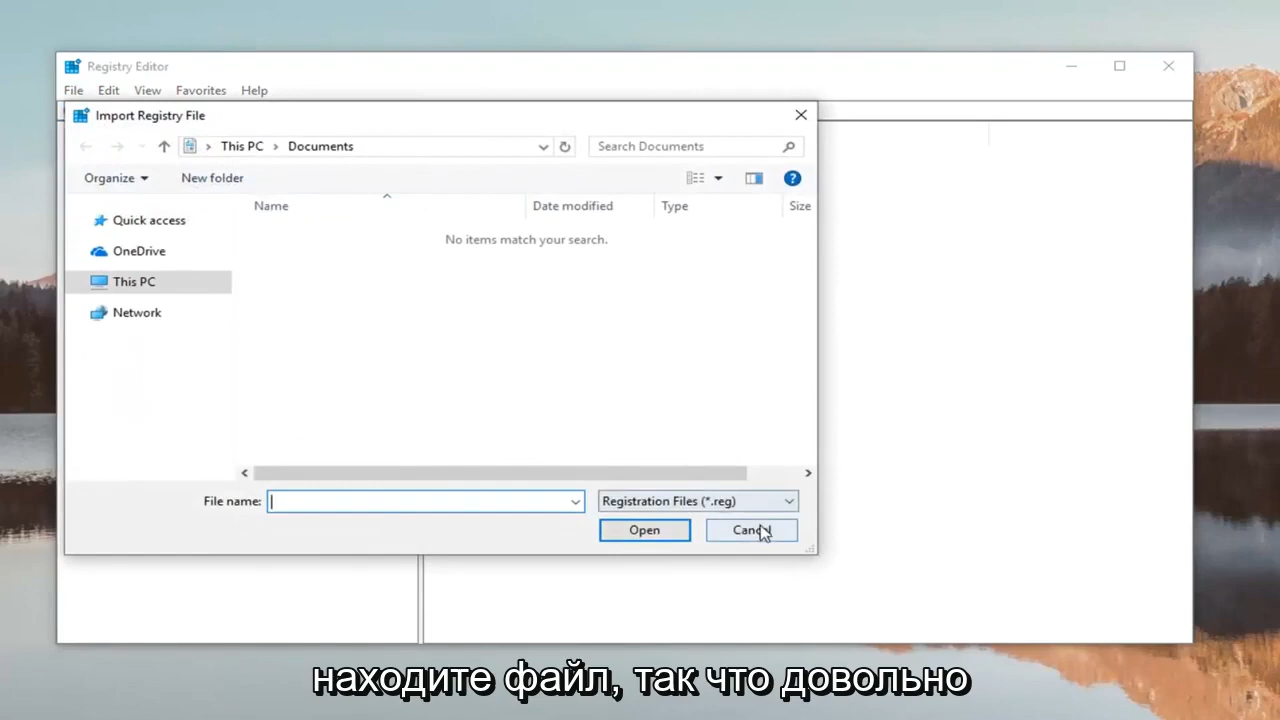 Registry Editor
File Edit View Favorites Help
Import Registry File
This PC > Documents
Search Documents
Organize New folder
Name Date modified Type Size
Quick access
No items match your search.
OneDrive
This PC
Network
File name: Registration Files (*.reg)
Open Cancel
находите файл, так что довольно